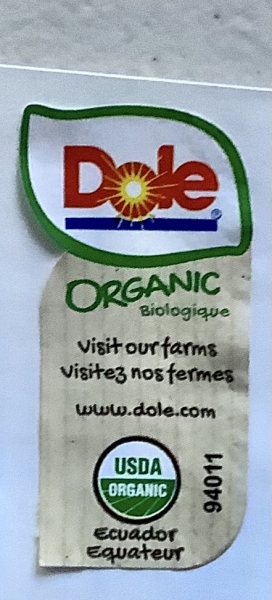 Dole®
ORGANIC
Biologique
Visit our farms
Visitez nos fermes
www.dole.com
USDA
ORGANIC
94011
Ecuador
Equateur